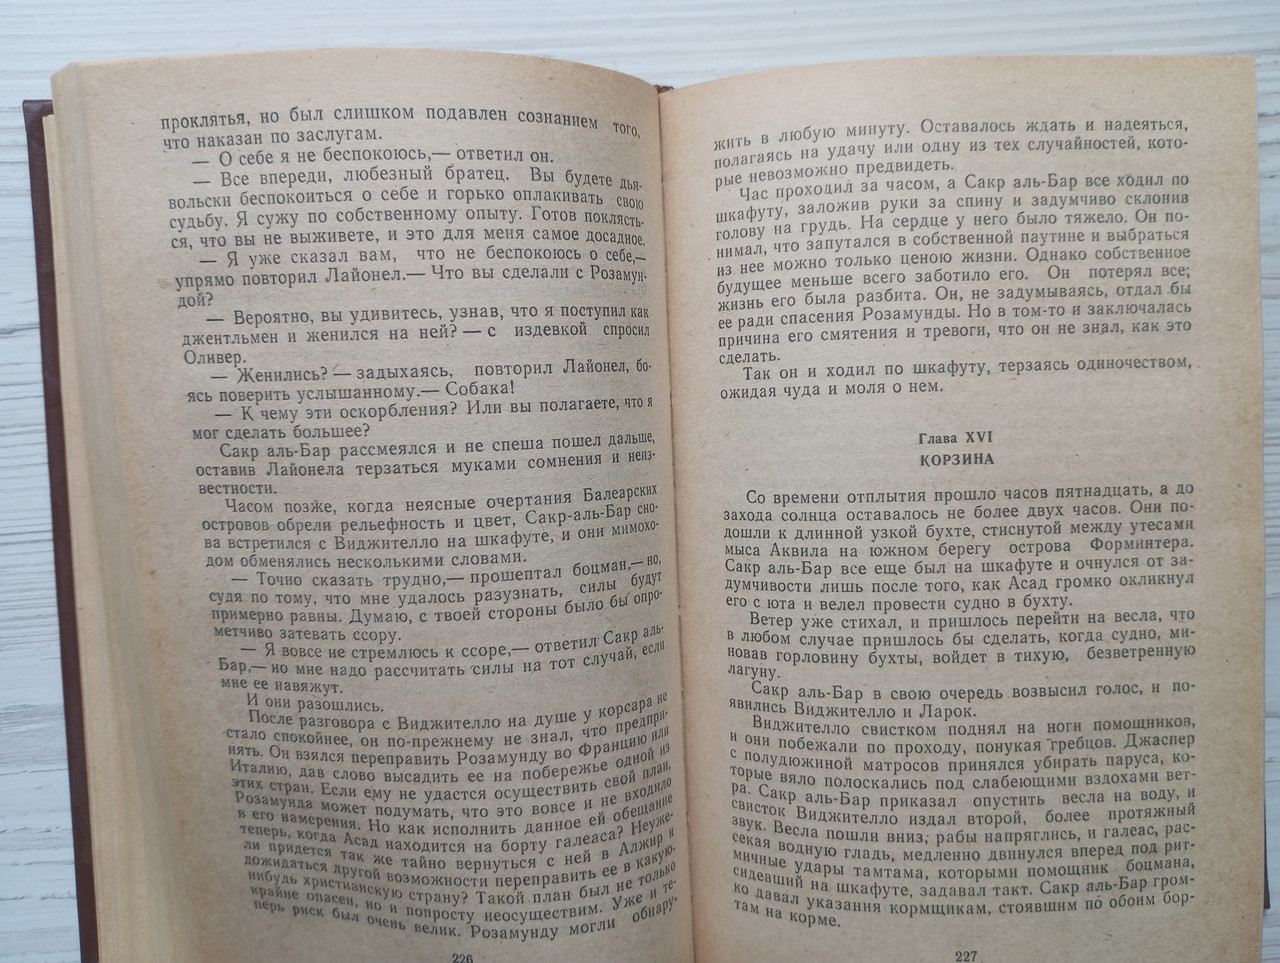 проклятья, но был слишком подавлен сознанием того,
что наказан по заслугам.
— О себе я не беспокоюсь,— ответил он.
— Все впереди, любезный братец. Вы будете дья-
вольски беспокоиться о себе и горько оплакивать свою
судьбу. Я сужу по собственному опыту. Готов поклясть-
ся, что вы не выживете, и это для меня самое досадное.
— Я уже сказал вам, что не беспокоюсь о себе,—
упрямо повторил Лайонел.— Что вы сделали с Розамун-
дой?
— Вероятно, вы удивитесь, узнав, что я поступил как
джентльмен и женился на ней? — с издевкой спросил
Оливер.
— Женились? — задыхаясь, повторил Лайонел, бо-
ясь поверить услышанному.— Собака!
— К чему эти оскорбления? Или вы полагаете, что я
мог сделать большее?
Сакр аль-Бар рассмеялся и не спеша пошел дальше,
оставив Лайонела терзаться муками сомнения и неиз-
вестности.
Часом позже, когда неясные очертания Балеарских
островов обрели рельефность и цвет, Сакр-аль-Бар сно-
ва встретился с Виджителло на шкафуте, и они мимохо-
дом обменялись несколькими словами.
— Точно сказать трудно,— прошептал боцман,— но,
судя по тому, что мне удалось разузнать, силы будут
примерно равны. Думаю, с твоей стороны было бы опро-
метчиво затевать ссору.
— Я вовсе не стремлюсь к ссоре,— ответил Сакр аль-
Бар,— но мне надо рассчитать силы на тот случай, если
мне ее навяжут.
И они разошлись.
После разговора с Виджителло на душе у корсара не
стало спокойнее, он по-прежнему не знал, что предпри-
нять. Он взялся переправить Розамунду во Францию или
Италию, дав слово высадить ее на побережье одной из
этих стран. Если ему не удастся осуществить свой план,
Розамунда может подумать, что это вовсе и не входило
в его намерения. Но как исполнить данное ей обещание
теперь, когда Асад находится на борту галеаса? Неуже-
ли придется так же тайно вернуться с ней в Алжир и
дожидаться другой возможности переправить ее в какую-
нибудь христианскую страну? Такой план был не только
крайне опасен, но и попросту неосуществим. Уже и те-
перь риск был очень велик. Розамунду могли обнару-
226
жить в любую минуту. Оставалось ждать и надеяться,
полагаясь на удачу или одну из тех случайностей, кото-
рые невозможно предвидеть.
Час проходил за часом, а Сакр аль-Бар все ходил по
шкафуту, заложив руки за спину и задумчиво склонив
голову на грудь. На сердце у него было тяжело. Он по-
нимал, что запутался в собственной паутине и выбраться
из нее можно только ценою жизни. Однако собственное
будущее меньше всего заботило его. Он потерял все;
жизнь его была разбита. Он, не задумываясь, отдал бы
ее ради спасения Розамунды. Но в том-то и заключалась
причина его смятения и тревоги, что он не знал, как это
сделать.
Так он и ходил по шкафуту, терзаясь одиночеством,
ожидая чуда и моля о нем.
Глава XVI
КОРЗИНА
Со времени отплытия прошло часов пятнадцать, а до
захода солнца оставалось не более двух часов. Они по-
дошли к длинной узкой бухте, стиснутой между утесами
мыса Аквила на южном берегу острова Форминтера.
Сакр аль-Бар все еще был на шкафуте и очнулся от за-
думчивости лишь после того, как Асад громко окликнул
его с юта и велел провести судно в бухту.
Ветер уже стихал, и пришлось перейти на весла, что
в любом случае пришлось бы сделать, когда судно, ми-
новав горловину бухты, войдет в тихую, безветренную
лагуну.
Сакр аль-Бар в свою очередь возвысил голос, и по-
явились Виджителло и Ларок.
Виджителло свистком поднял на ноги помощников,
и они побежали по проходу, понукая гребцов. Джаспер
с полудюжиной матросов принялся убирать паруса, ко-
торые вяло полоскались под слабеющими вздохами вет-
ра. Сакр аль-Бар приказал опустить весла на воду, и
свисток Виджителло издал второй, более протяжный
звук. Весла пошли вниз, рабы напряглись, и галеас, рас-
секая водную гладь, медленно двинулся вперед под рит-
мичные удары тамтама, которыми помощник боцмана,
сидевший на шкафуте, задавал такт. Сакр аль-Бар гром-
ко давал указания кормщикам, стоявшим по обоим бор-
там на корме.
227